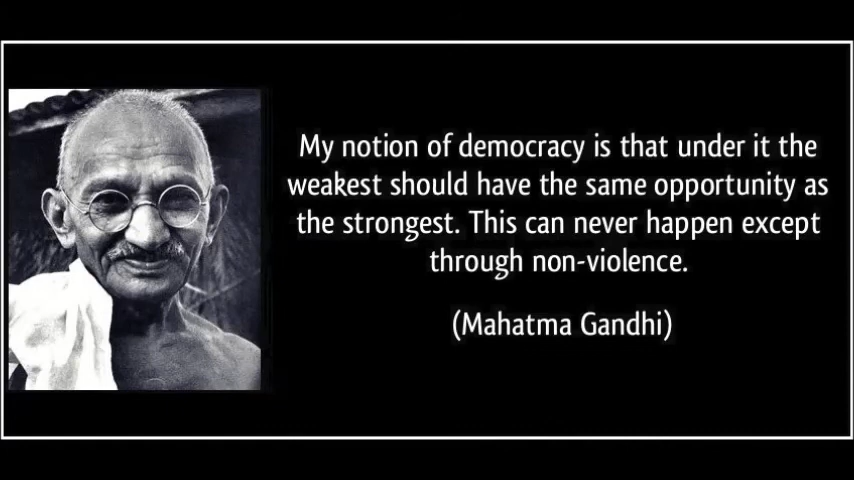 My notion of democracy is that under it the
weakest should have the same opportunity as
the strongest. This can never happen except
through non-violence.
(Mahatma Gandhi)